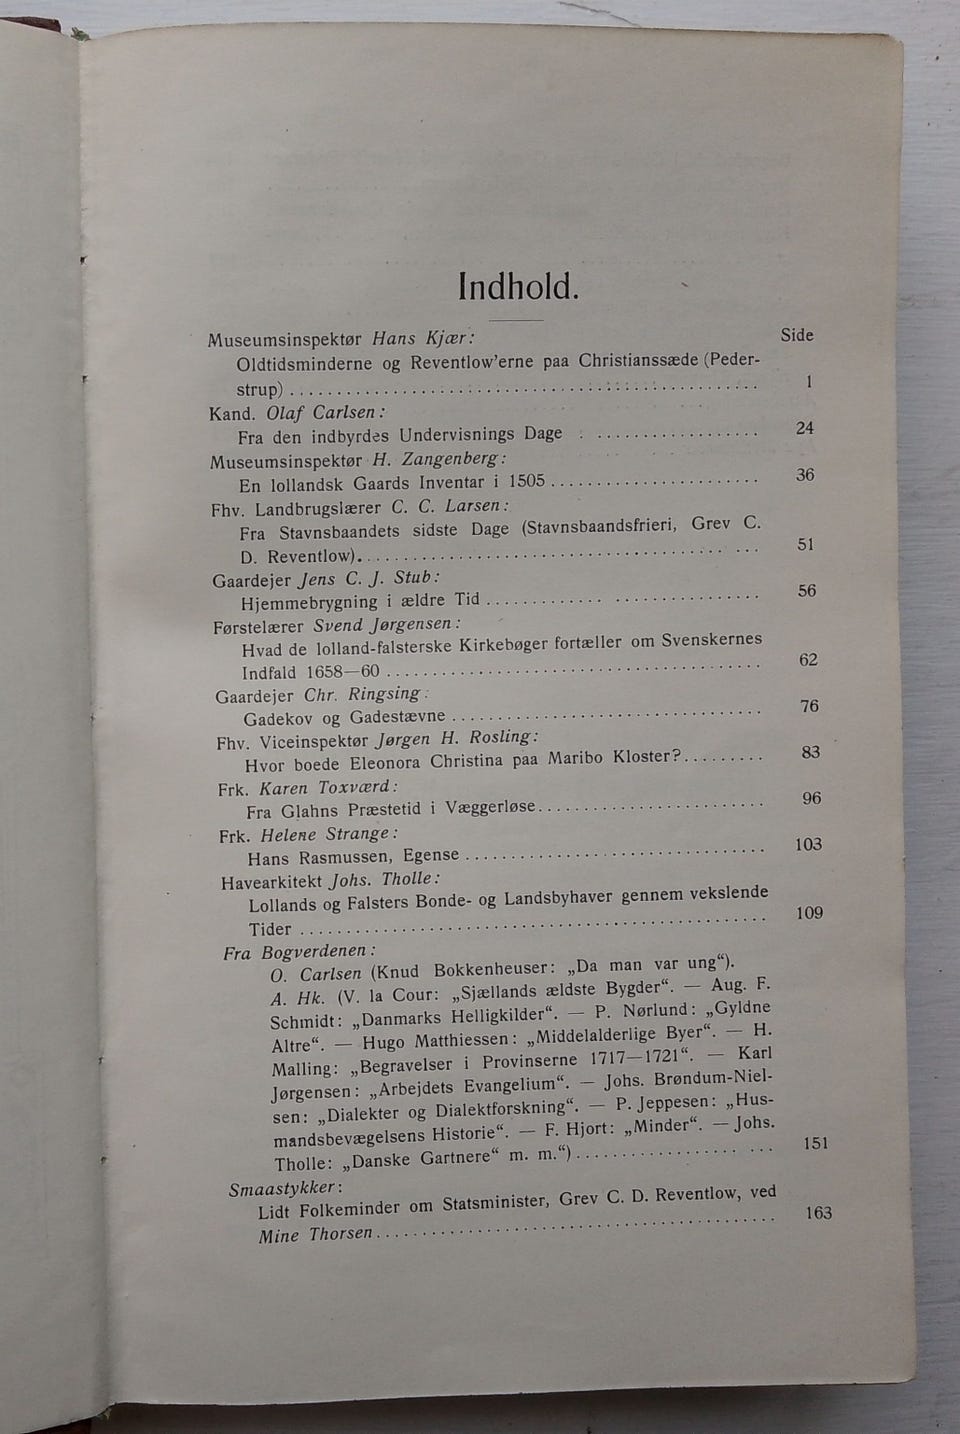 Indhold.
Museumsinspektør Hans Kjær: Side
Oldtidsminderne og Reventlow'erne paa Christianssæde (Peder-
strup) . . . . . . . . . . . . . . . . . . . . . . . . . . . . . . 1
Kand. Olaf Carlsen:
Fra den indbyrdes Undervisnings Dage . . . . . . . . . . . . . . . . 24
Museumsinspektør H. Zangenberg:
En lollandsk Gaards Inventar i 1505 . . . . . . . . . . . . . . . . 36
Fhv. Landbrugslærer C. C. Larsen:
Fra Stavnsbaandets sidste Dage (Stavnsbaandsfrieri, Grev C.
D. Reventlow). . . . . . . . . . . . . . . . . . . . . . . . . . . . 51
Gaardejer Jens C. J. Stub:
Hjemmebrygning i ældre Tid . . . . . . . . . . . . . . . . . . . . 56
Førstelærer Svend Jørgensen:
Hvad de lolland-falsterske Kirkebøger fortæller om Svenskernes
Indfald 1658—60 . . . . . . . . . . . . . . . . . . . . . . . . . . 62
Gaardejer Chr. Ringsing:
Gadekov og Gadestævne . . . . . . . . . . . . . . . . . . . . . . 76
Fhv. Viceinspektør Jørgen H. Rosling:
Hvor boede Eleonora Christina paa Maribo Kloster? . . . . . . . . . 83
Frk. Karen Toxværd:
Fra Glahns Præstetid i Væggerløse . . . . . . . . . . . . . . . . . 96
Frk. Helene Strange:
Hans Rasmussen, Egense . . . . . . . . . . . . . . . . . . . . . . 103
Havearkitekt Johs. Tholle:
Lollands og Falsters Bonde- og Landsbyhaver gennem vekslende
Tider . . . . . . . . . . . . . . . . . . . . . . . . . . . . . . . 109
Fra Bogverdenen:
O. Carlsen (Knud Bokkenheuser: „Da man var ung“).
A. Hk. (V. la Cour: „Sjællands ældste Bygder“. — Aug. F.
Schmidt: „Danmarks Helligkilder“. — P. Nørlund: „Gyldne
Altre“. — Hugo Matthiessen: „Middelalderlige Byer“. — H.
Malling: „Begravelser i Provinserne 1717—1721“. — Karl
Jørgensen: „Arbejdets Evangelium“. — Johs. Brøndum-Niel-
sen: „Dialekter og Dialektforskning“. — P. Jeppesen: „Hus-
mandsbevægelsens Historie“. — F. Hjort: „Minder“. — Johs.
Tholle: „Danske Gartnere“ m. m.“) . . . . . . . . . . . . . . . . . 151
Smaastykker:
Lidt Folkeminder om Statsminister, Grev C. D. Reventlow, ved
Mine Thorsen . . . . . . . . . . . . . . . . . . . . . . . . . . . 163